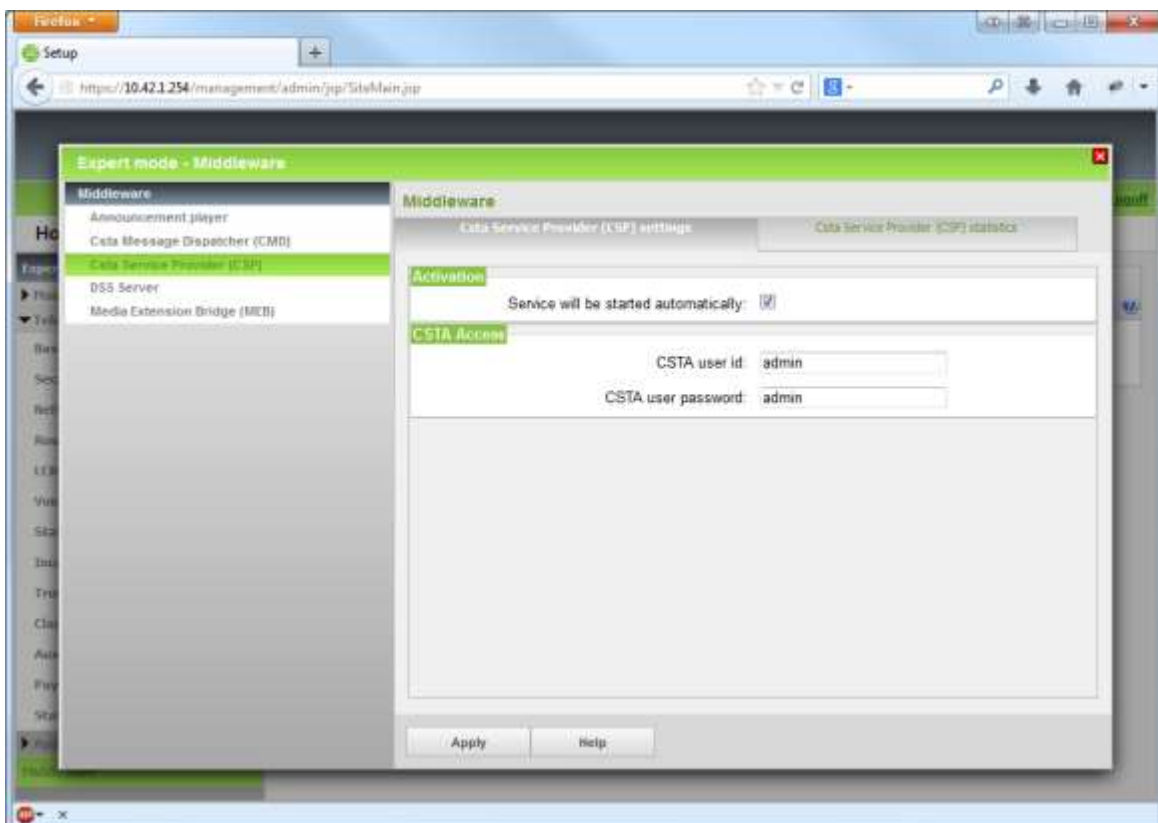 Firefox
Setup
https://10.42.1.254/management/admin/jsp/SiteMain.jsp
Expert mode - Middleware
Middleware
Announcement player
Csta Message Dispatcher (CMD)
Csta Service Provider (CSP)
DSS Server
Media Extension Bridge (MEB)
Middleware
Csta Service Provider (CSP) settings
Csta Service Provider (CSP) statistics
Activation
Service will be started automatically:
CSTA Access
CSTA user id: admin
CSTA user password: admin
Apply
Help
Ho